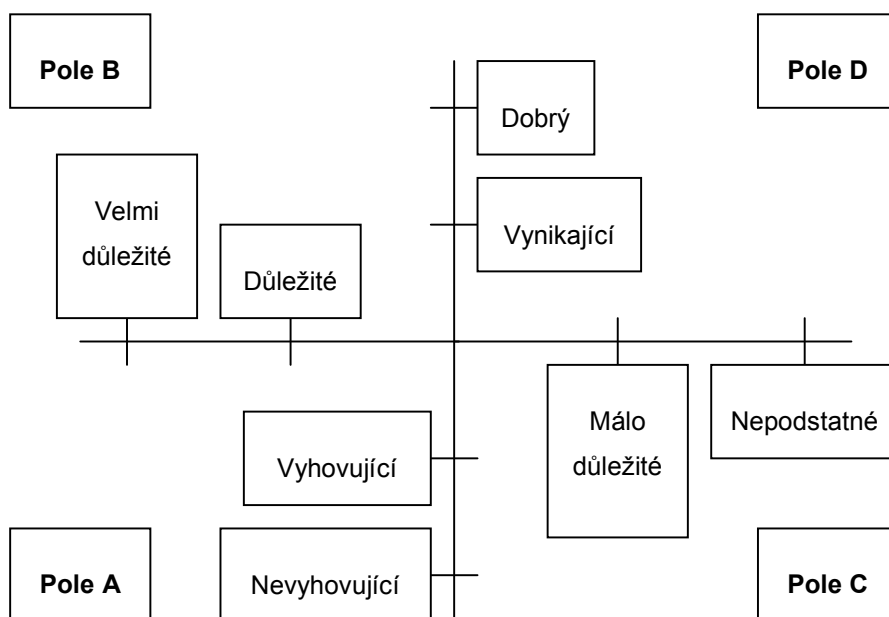 Pole B
Pole D
Dobrý
Velmi
důležité
Vynikající
Důležité
Málo
důležité
Nepodstatné
Vyhovující
Pole A
Nevyhovující
Pole C